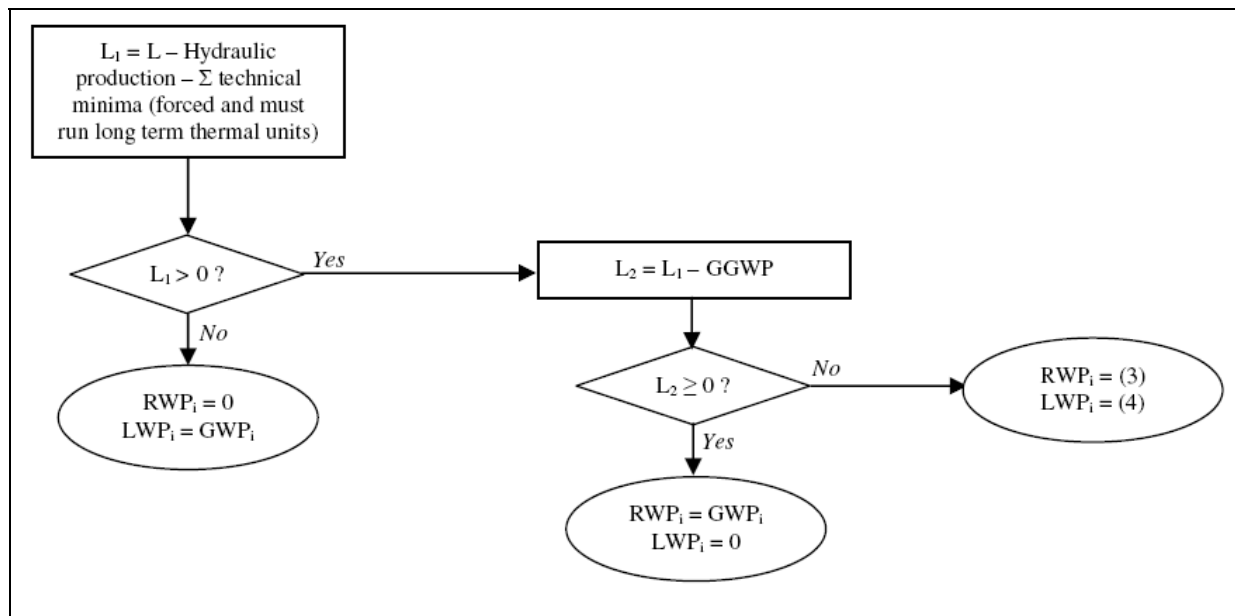 L₁ = L – Hydraulic
production – Σ technical
minima (forced and must
run long term thermal units)
L₁ > 0 ?
Yes
L₂ = L₁ – GGWP
No
RWPᵢ = 0
LWPᵢ = GWPᵢ
L₂ ≥ 0 ?
No
RWPᵢ = (3)
LWPᵢ = (4)
Yes
RWPᵢ = GWPᵢ
LWPᵢ = 0